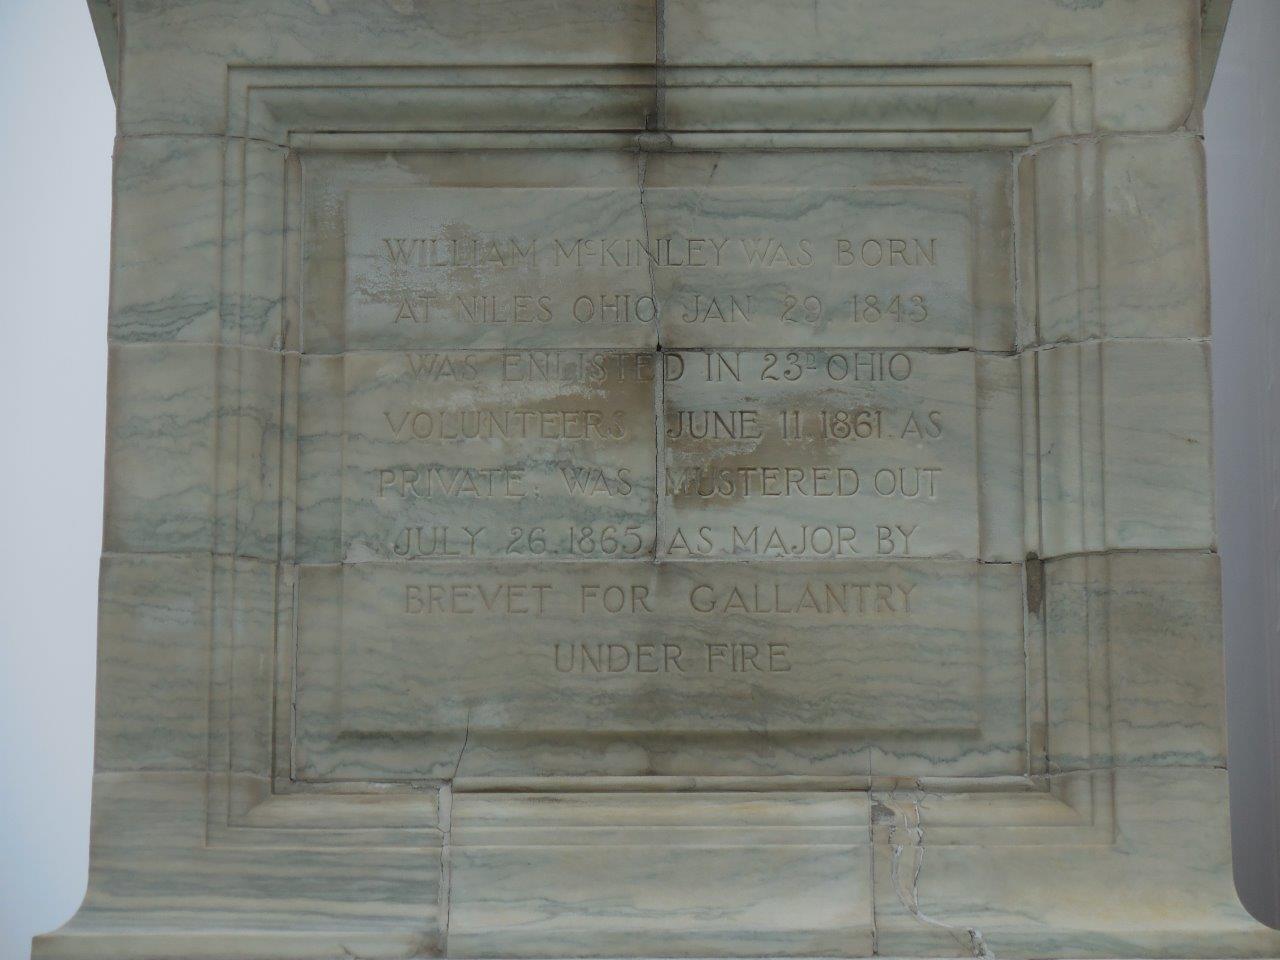 WILLIAM McKINLEY WAS BORN
AT NILES OHIO JAN 29 1843
WAS ENLISTED IN 23D OHIO
VOLUNTEERS JUNE 11 1861 AS
PRIVATE; WAS MUSTERED OUT
JULY 26 1865 AS MAJOR BY
BREVET FOR GALLANTRY
UNDER FIRE